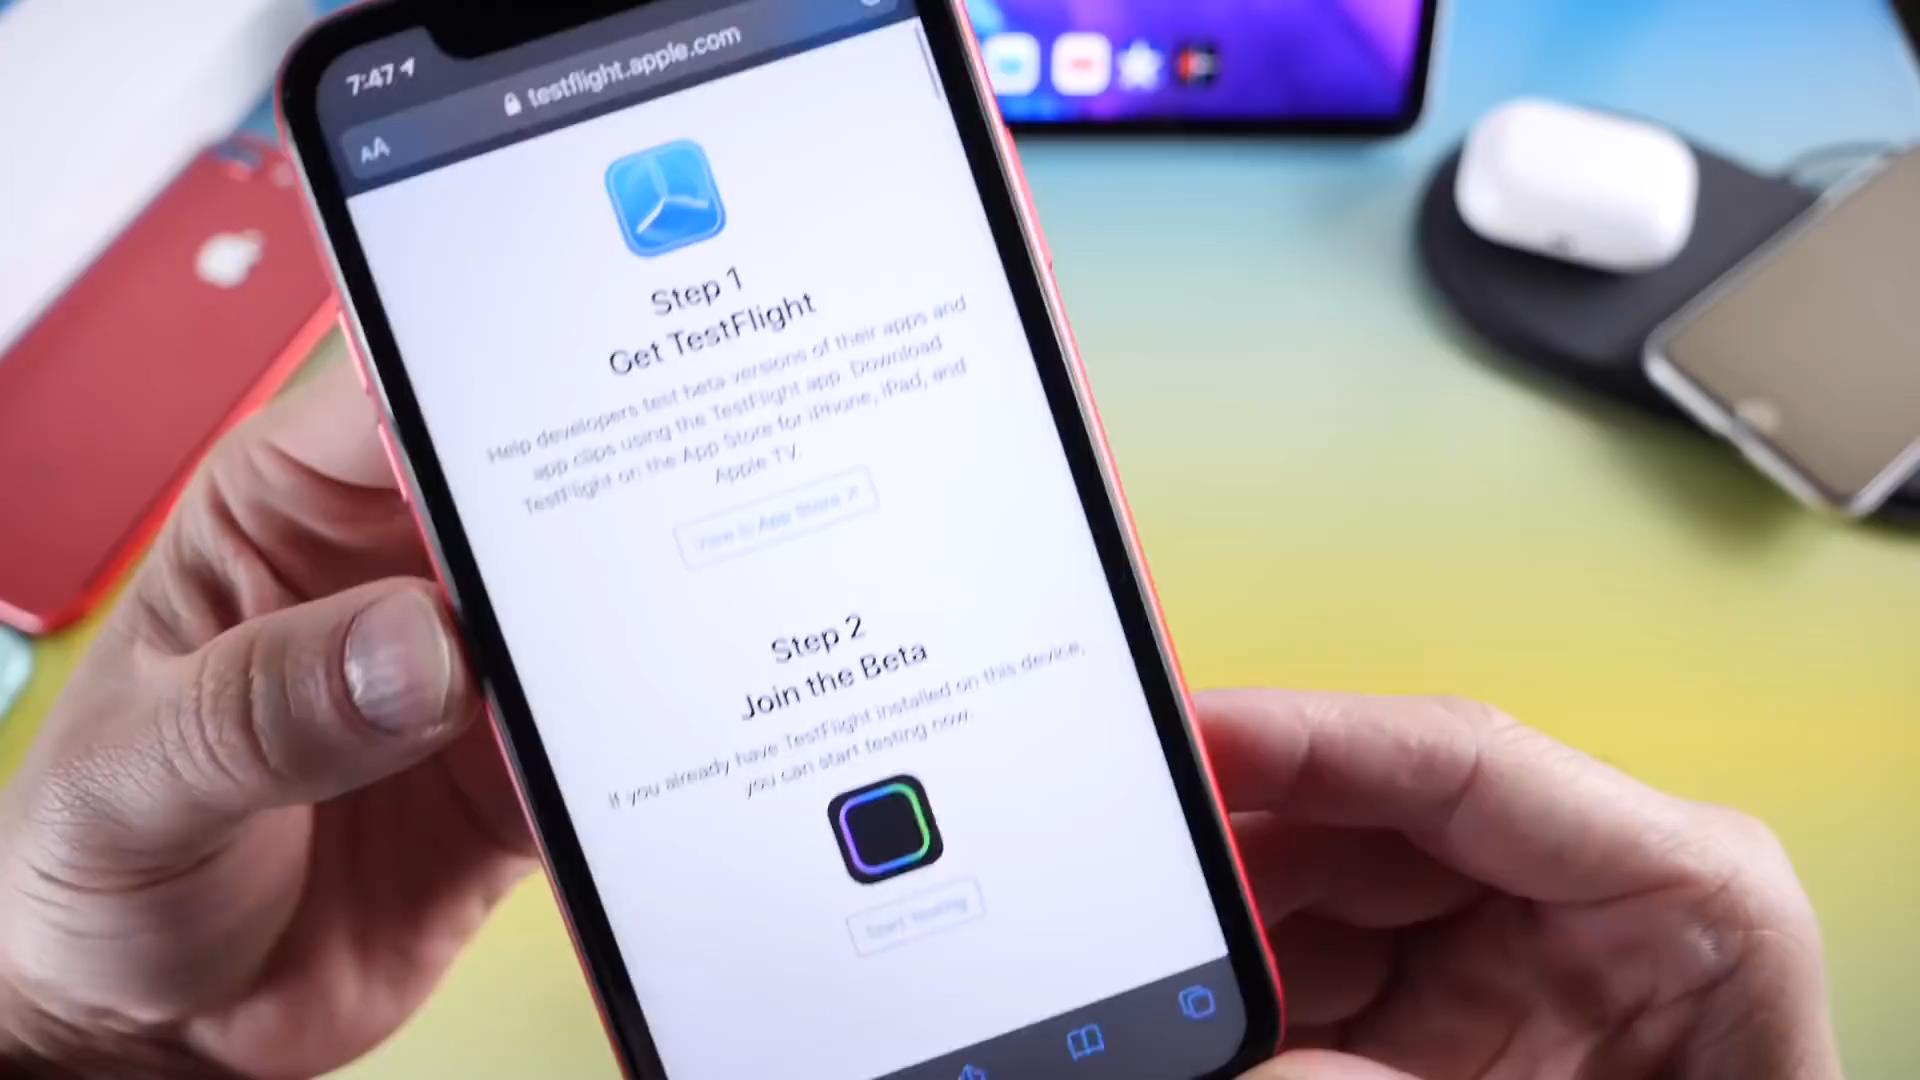 7:47
AA
testflight.apple.com
Step 1
Get TestFlight
Help developers test beta versions of their apps and
app clips using the TestFlight app. Download
TestFlight on the App Store for iPhone, iPad, and
Apple TV.
View in App Store
Step 2
Join the Beta
If you already have TestFlight installed on this device,
you can start testing now.
Start Testing